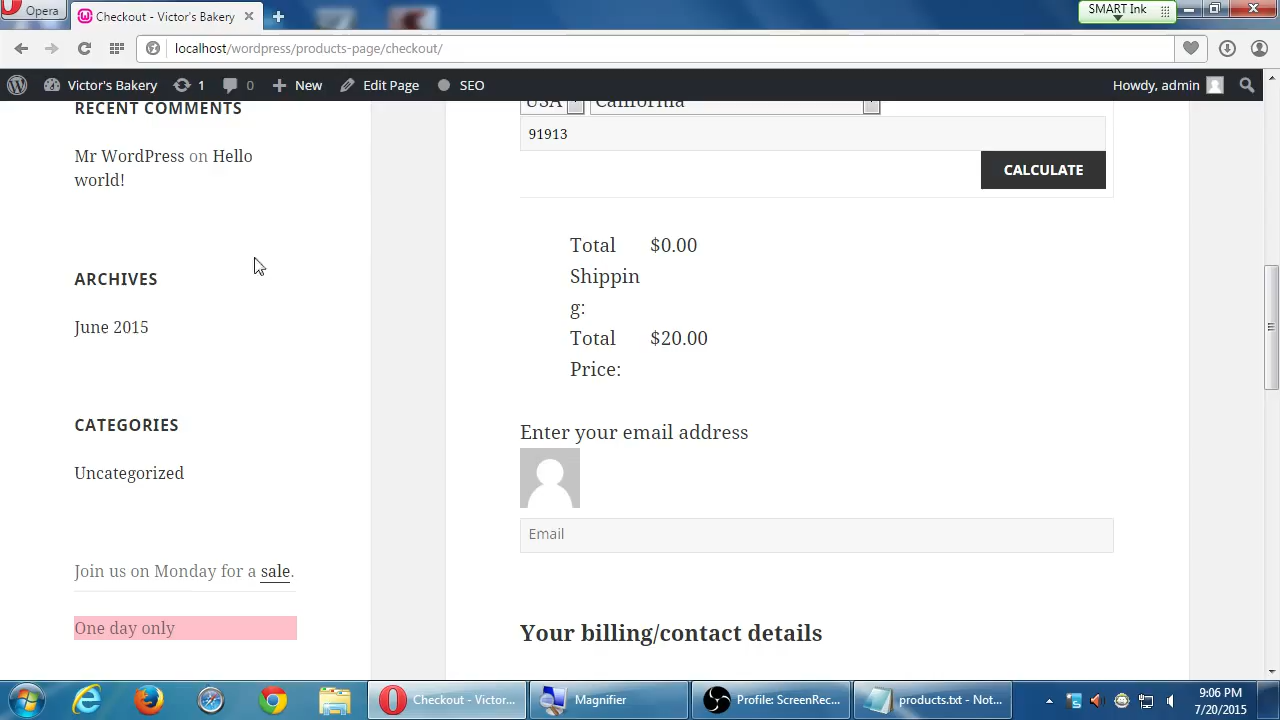 Opera
Checkout - Victor's Bakery
SMART Ink
localhost/wordpress/products-page/checkout/
Victor's Bakery 1 0 New Edit Page SEO Howdy, admin
RECENT COMMENTS
Mr WordPress on Hello
world!
ARCHIVES
June 2015
CATEGORIES
Uncategorized
Join us on Monday for a sale.
One day only
USA California
91913
CALCULATE
Total $0.00
Shippin
g:
Total $20.00
Price:
Enter your email address
Email
Your billing/contact details
Checkout - Victor... Magnifier Profile: ScreenRec... products.txt - Not... 9:06 PM
7/20/2015